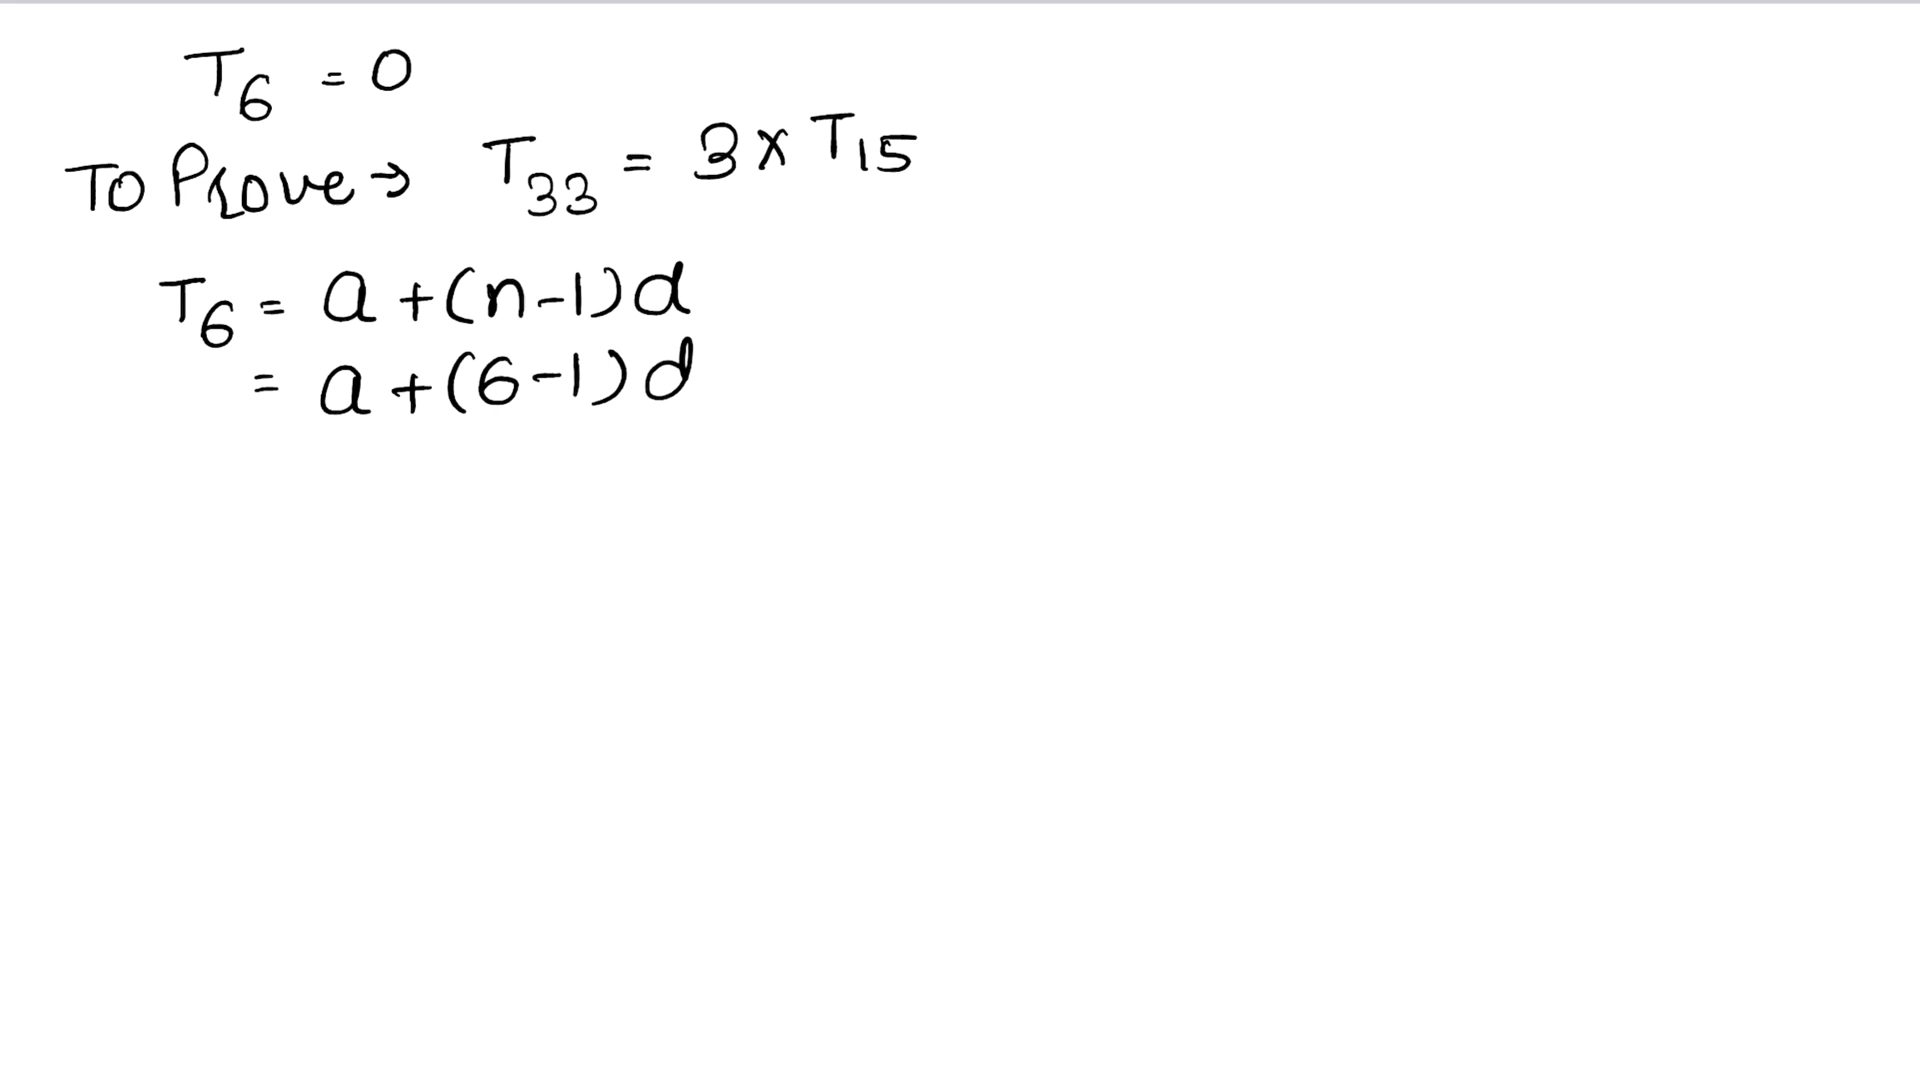 T₆ = 0
TO Prove → T₃₃ = 3 × T₁₅
T₆ = a + (n-1)d
= a + (6-1)d